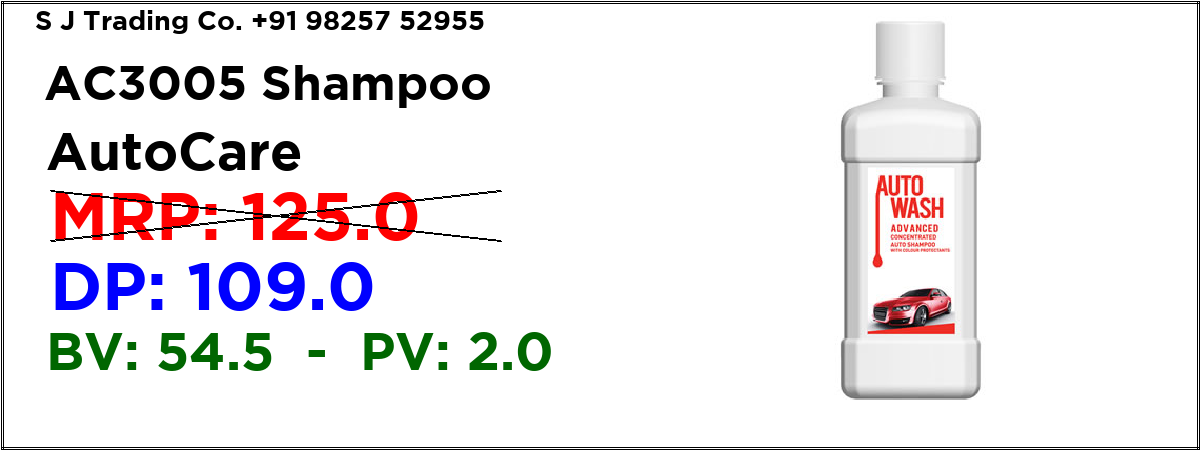 S J Trading Co. +91 98257 52955
AC3005 Shampoo
AutoCare
MRP: 125.0
DP: 109.0
BV: 54.5 - PV: 2.0
AUTO
WASH
ADVANCED
CONCENTRATED
AUTO SHAMPOO
WITH COLOUR PROTECTANTS